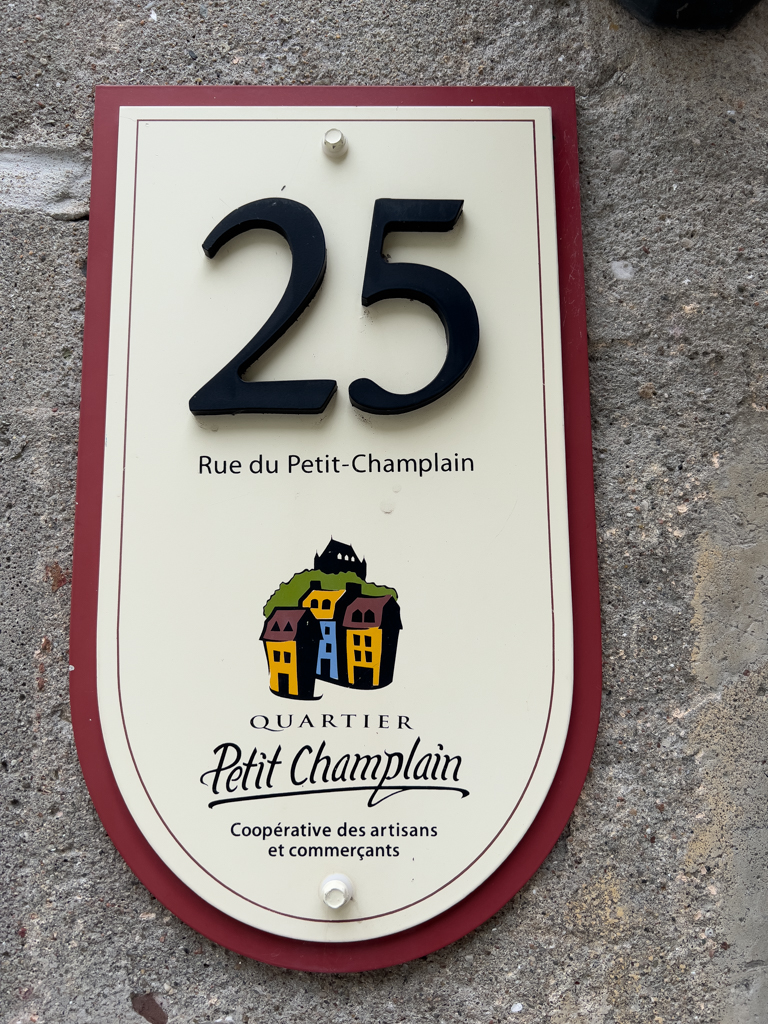 25
Rue du Petit-Champlain
QUARTIER
Petit Champlain
Coopérative des artisans
et commerçants